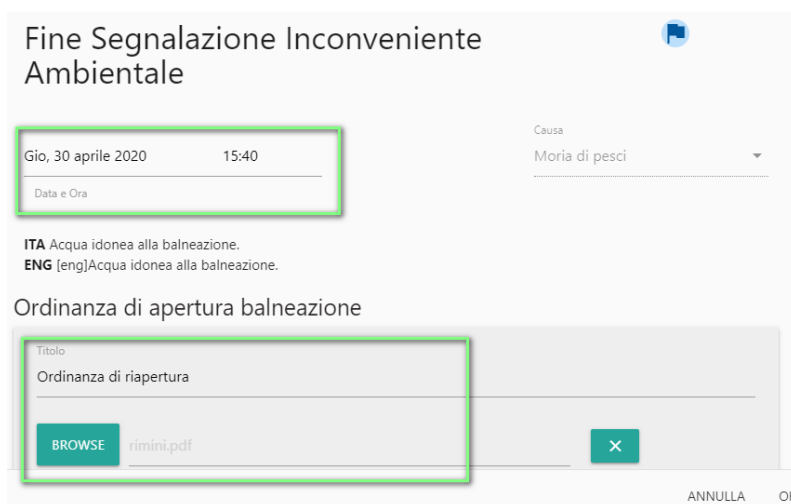 Fine Segnalazione Inconveniente
Ambientale
Causa
Gio, 30 aprile 2020 15:40
Moria di pesci
Data e Ora
ITA Acqua idonea alla balneazione.
ENG [eng]Acqua idonea alla balneazione.
Ordinanza di apertura balneazione
Titolo
Ordinanza di riapertura
BROWSE rimini.pdf
ANNULLA